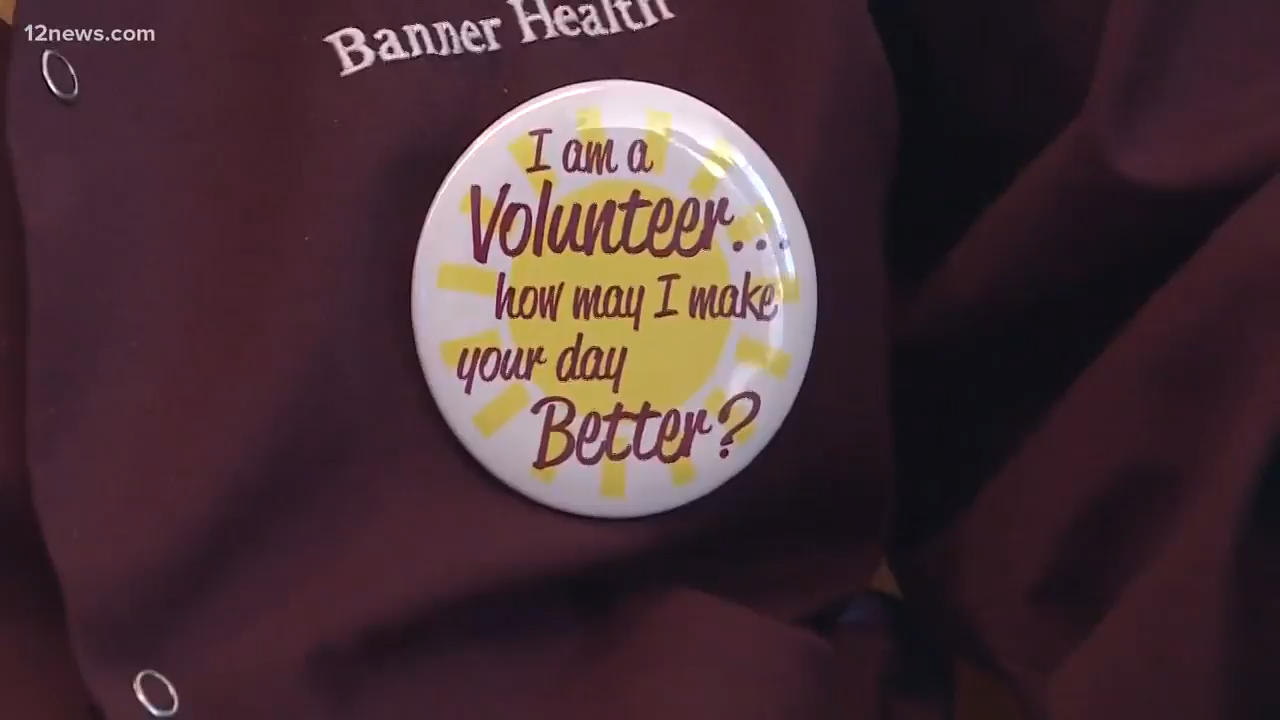 12news.com
Banner Health
I am a
Volunteer...
how may I make
your day
Better?